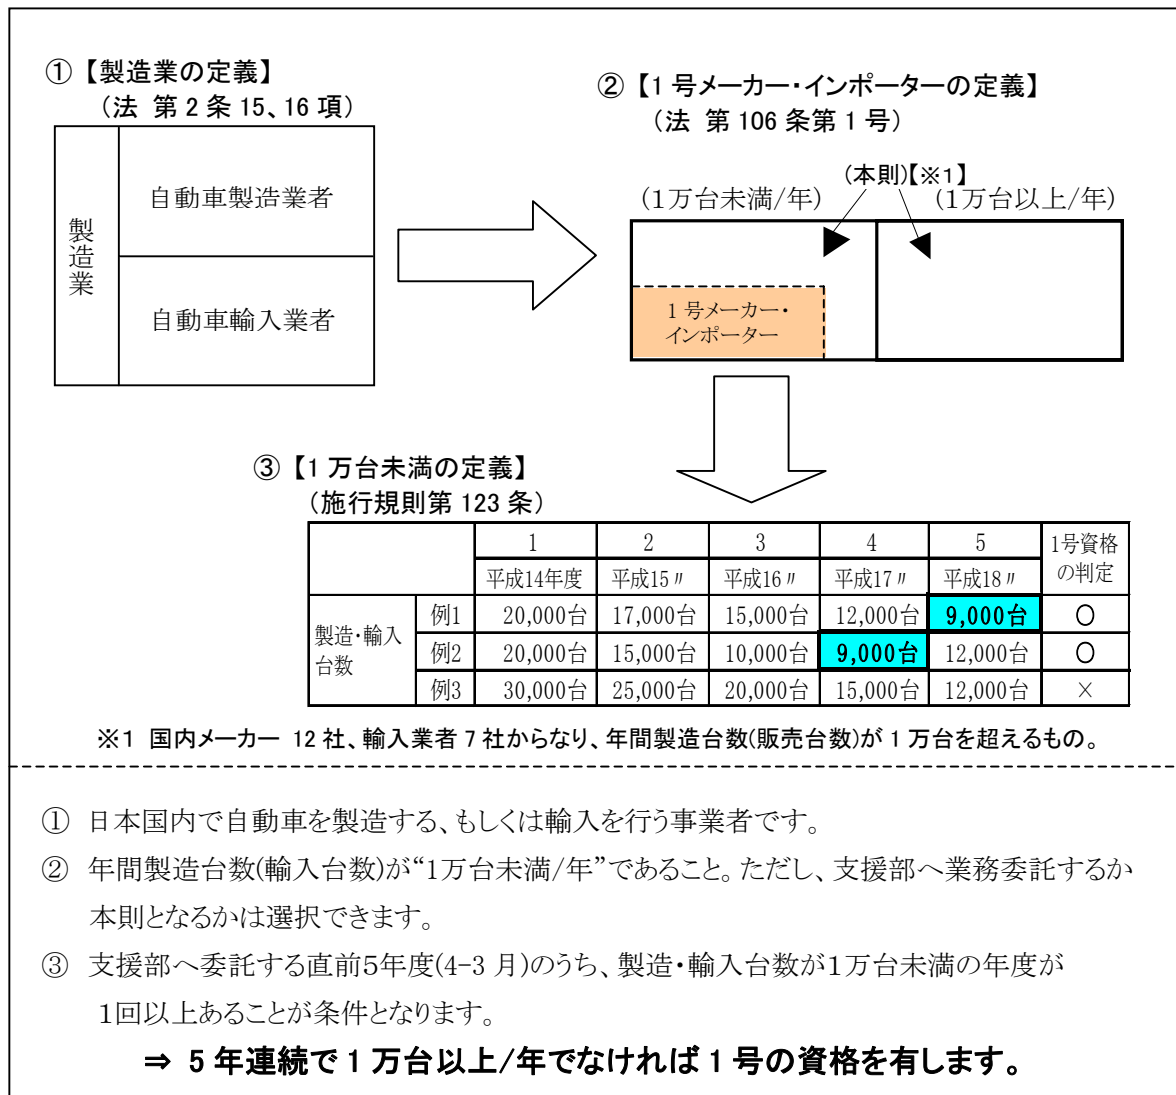 ①【製造業の定義】
(法 第2条15、16項)
製造業
自動車製造業者
自動車輸入業者
②【1号メーカー・インポーターの定義】
(法 第106条第1号)
(本則)【※1】
(1万台未満/年)
(1万台以上/年)
1号メーカー・
インポーター
③【1万台未満の定義】
(施行規則第123条)
1 2 3 4 5 1号資格
の判定
平成14年度 平成15〃 平成16〃 平成17〃 平成18〃
製造・輸入
台数
例1 20,000台 17,000台 15,000台 12,000台 9,000台 ○
例2 20,000台 15,000台 10,000台 9,000台 12,000台 ○
例3 30,000台 25,000台 20,000台 15,000台 12,000台 ×
※1 国内メーカー 12社、輸入業者7社からなり、年間製造台数(販売台数)が1万台を超えるもの。
① 日本国内で自動車を製造する、もしくは輸入を行う事業者です。
② 年間製造台数(輸入台数)が“1万台未満/年”であること。ただし、支援部へ業務委託するか
本則となるかは選択できます。
③ 支援部へ委託する直前5年度(4-3月)のうち、製造・輸入台数が1万台未満の年度が
1回以上あることが条件となります。
⇒ 5年連続で1万台以上/年でなければ1号の資格を有します。